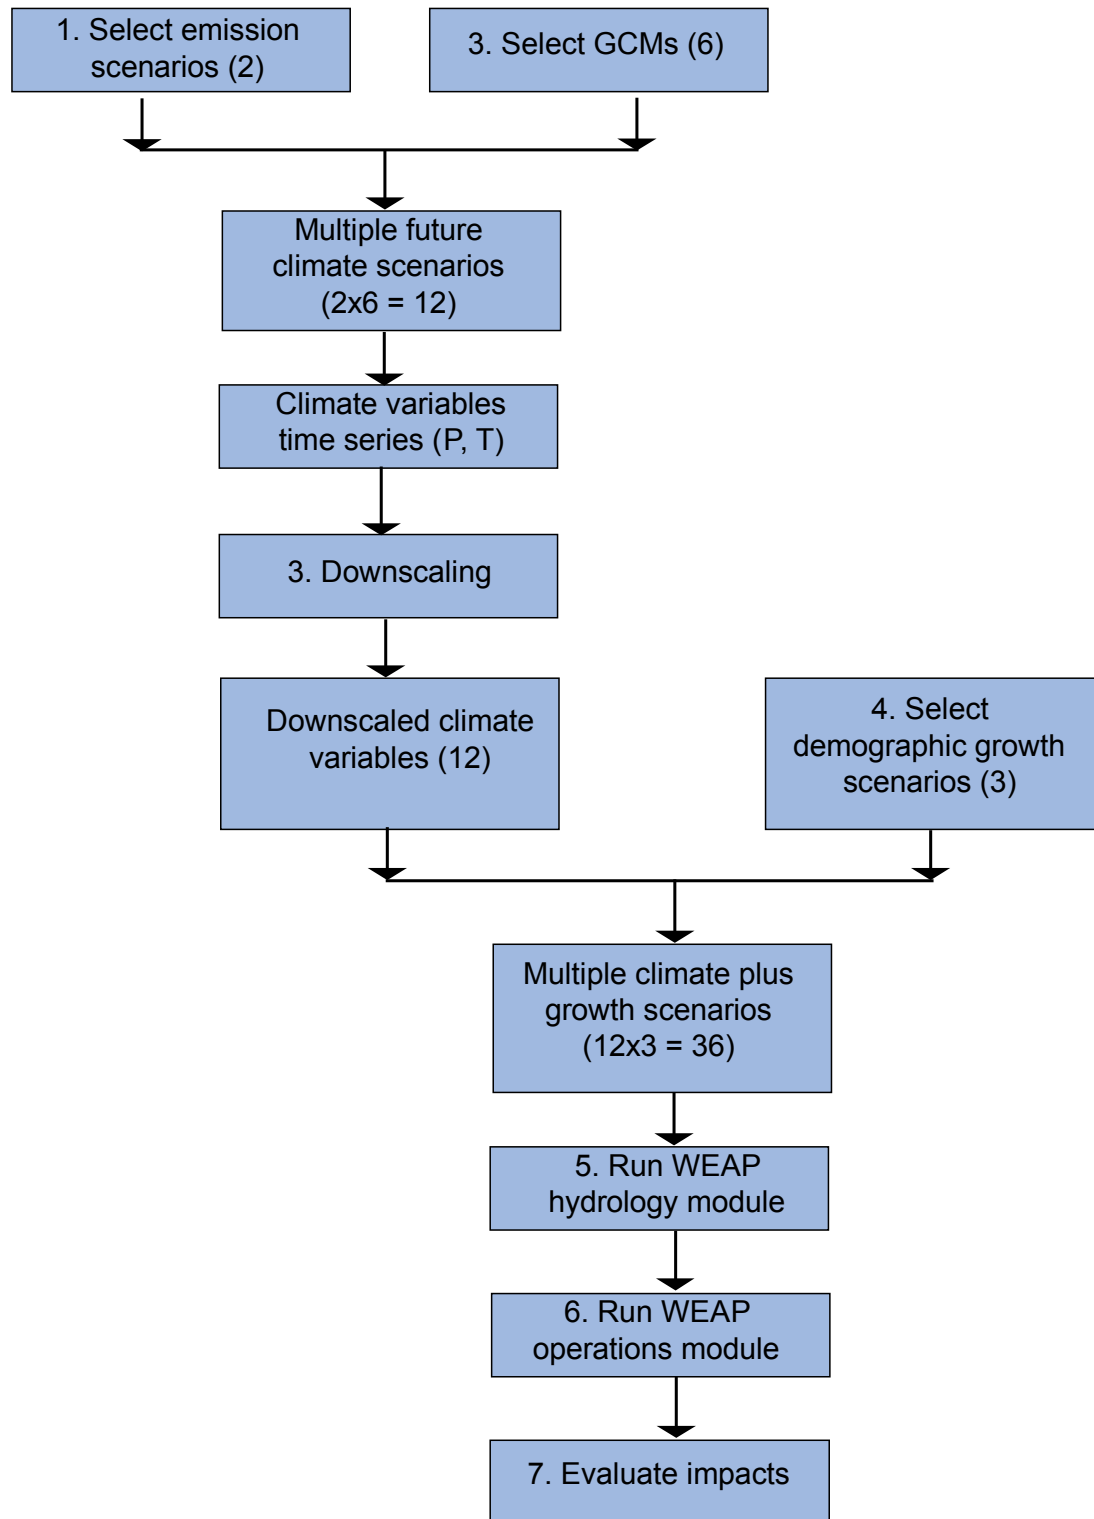 1. Select emission
scenarios (2)
3. Select GCMs (6)
Multiple future
climate scenarios
(2x6 = 12)
Climate variables
time series (P, T)
3. Downscaling
Downscaled climate
variables (12)
4. Select
demographic growth
scenarios (3)
Multiple climate plus
growth scenarios
(12x3 = 36)
5. Run WEAP
hydrology module
6. Run WEAP
operations module
7. Evaluate impacts